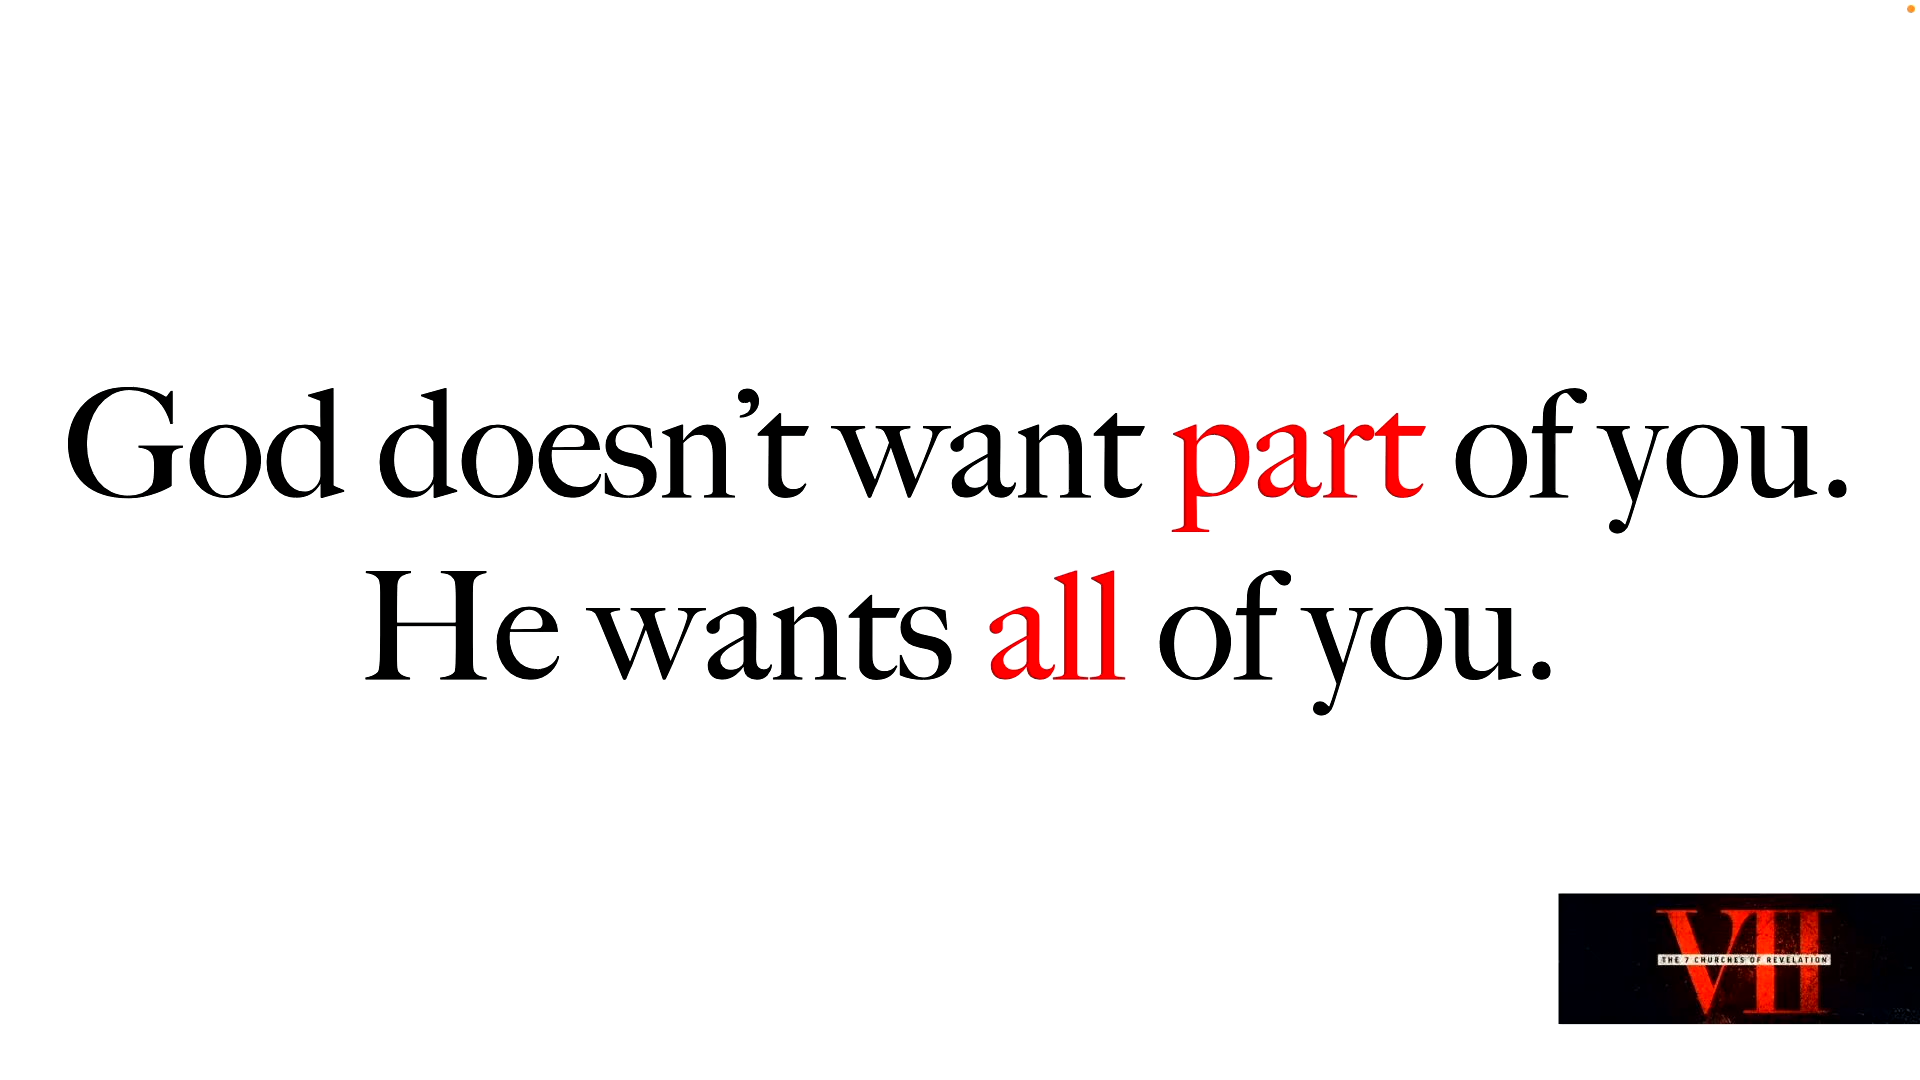 God doesn’t want part of you.
He wants all of you.
VII
THE 7 CHURCHES OF REVELATION